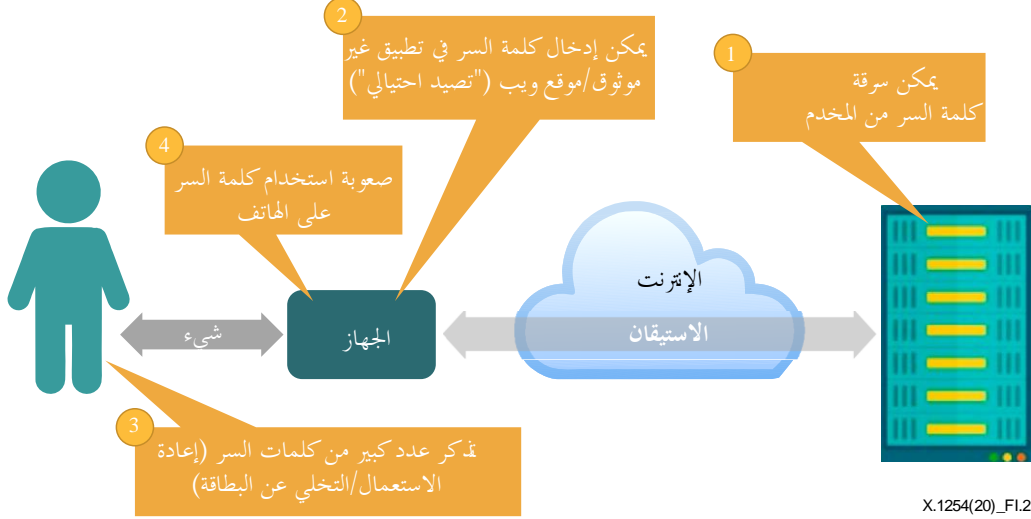 1
يمكن سرقة
كلمة السر من المخدم
2
يمكن إدخال كلمة السر في تطبيق غير
موثوق/موقع ويب ("تصيد احتيالي")
4
صعوبة استخدام كلمة السر
على الهاتف
الإنترنت
الاستيقان
الجهاز
شيء
3
تذكر عدد كبير من كلمات السر (إعادة
الاستعمال/التخلي عن البطاقة)
X.1254(20)_FI.2